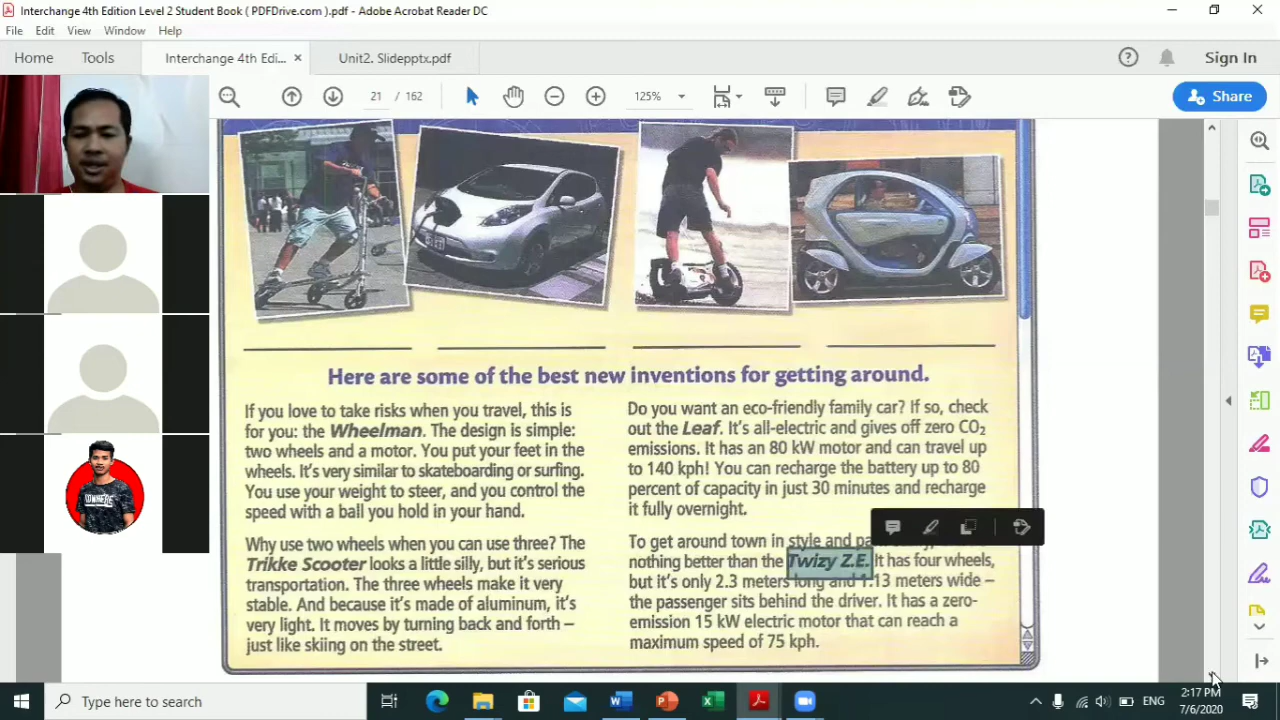 Interchange 4th Edition Level 2 Student Book ( PDFDrive.com ).pdf - Adobe Acrobat Reader DC
File Edit View Window Help
Home Tools Interchange 4th Edi... × Unit2. Slidepptx.pdf Sign In
21 / 162 125% Share
Here are some of the best new inventions for getting around.
If you love to take risks when you travel, this is
for you: the Wheelman. The design is simple:
two wheels and a motor. You put your feet in the
wheels. It's very similar to skateboarding or surfing.
You use your weight to steer, and you control the
speed with a ball you hold in your hand.
Why use two wheels when you can use three? The
Trikke Scooter looks a little silly, but it's serious
transportation. The three wheels make it very
stable. And because it's made of aluminum, it's
very light. It moves by turning back and forth –
just like skiing on the street.
Do you want an eco-friendly family car? If so, check
out the Leaf. It's all-electric and gives off zero CO₂
emissions. It has an 80 kW motor and can travel up
to 140 kph! You can recharge the battery up to 80
percent of capacity in just 30 minutes and recharge
it fully overnight.
To get around town in style and
nothing better than the Twizy Z.E. It has four wheels,
but it's only 2.3 meters long and 1.13 meters wide –
the passenger sits behind the driver. It has a zero-
emission 15 kW electric motor that can reach a
maximum speed of 75 kph.
Type here to search
ENG
2:17 PM
7/6/2020